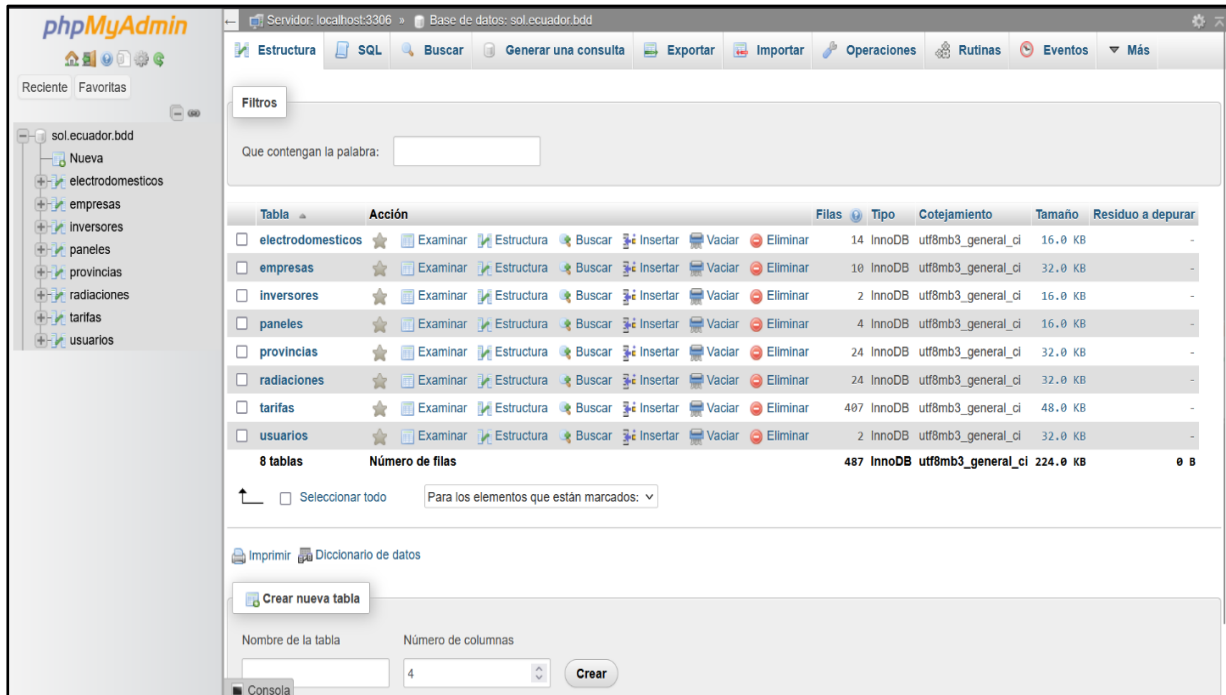 phpMyAdmin
Reciente Favoritas
sol.ecuador.bdd
Nueva
electrodomesticos
empresas
inversores
paneles
provincias
radiaciones
tarifas
usuarios
Servidor: localhost:3306 » Base de datos: sol.ecuador.bdd
Estructura SQL Buscar Generar una consulta Exportar Importar Operaciones Rutinas Eventos Más
Filtros
Que contengan la palabra:
Tabla Acción Filas Tipo Cotejamiento Tamaño Residuo a depurar
electrodomesticos Examinar Estructura Buscar Insertar Vaciar Eliminar 14 InnoDB utf8mb3_general_ci 16.0 KB -
empresas Examinar Estructura Buscar Insertar Vaciar Eliminar 10 InnoDB utf8mb3_general_ci 32.0 KB -
inversores Examinar Estructura Buscar Insertar Vaciar Eliminar 2 InnoDB utf8mb3_general_ci 16.0 KB -
paneles Examinar Estructura Buscar Insertar Vaciar Eliminar 4 InnoDB utf8mb3_general_ci 16.0 KB -
provincias Examinar Estructura Buscar Insertar Vaciar Eliminar 24 InnoDB utf8mb3_general_ci 32.0 KB -
radiaciones Examinar Estructura Buscar Insertar Vaciar Eliminar 24 InnoDB utf8mb3_general_ci 32.0 KB -
tarifas Examinar Estructura Buscar Insertar Vaciar Eliminar 407 InnoDB utf8mb3_general_ci 48.0 KB -
usuarios Examinar Estructura Buscar Insertar Vaciar Eliminar 2 InnoDB utf8mb3_general_ci 32.0 KB -
8 tablas Número de filas 487 InnoDB utf8mb3_general_ci 224.0 KB 0 B
Seleccionar todo Para los elementos que están marcados:
Imprimir Diccionario de datos
Crear nueva tabla
Nombre de la tabla Número de columnas
4 Crear
Consola